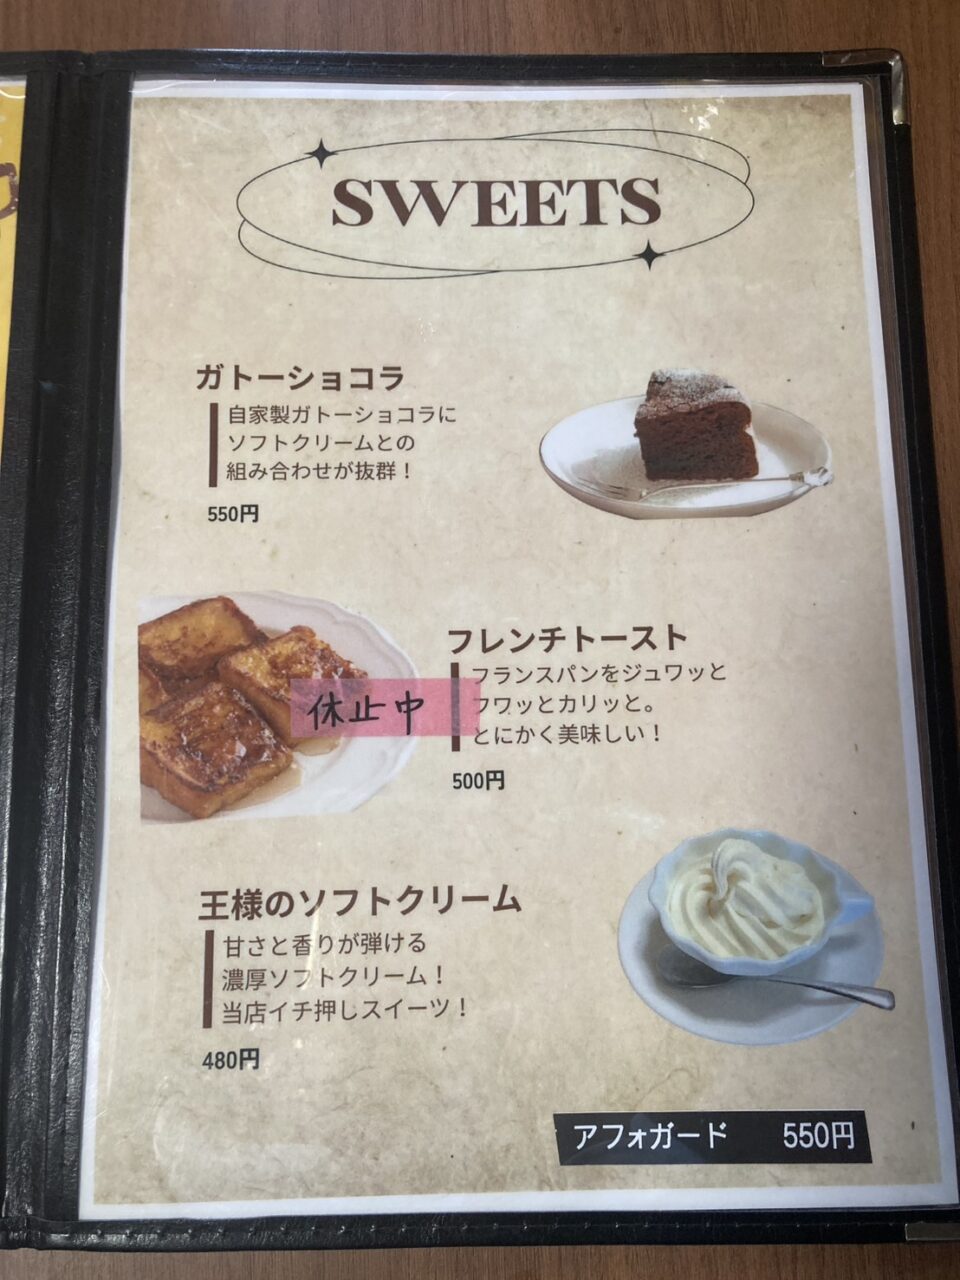 SWEETS
ガトーショコラ
自家製ガトーショコラに
ソフトクリームとの
組み合わせが抜群！
550円
フレンチトースト
フランスパンをジュワッと
フワッとカリッと。
とにかく美味しい！
休止中
500円
王様のソフトクリーム
甘さと香りが弾ける
濃厚ソフトクリーム！
当店イチ押しスイーツ！
480円
アフォガード 550円